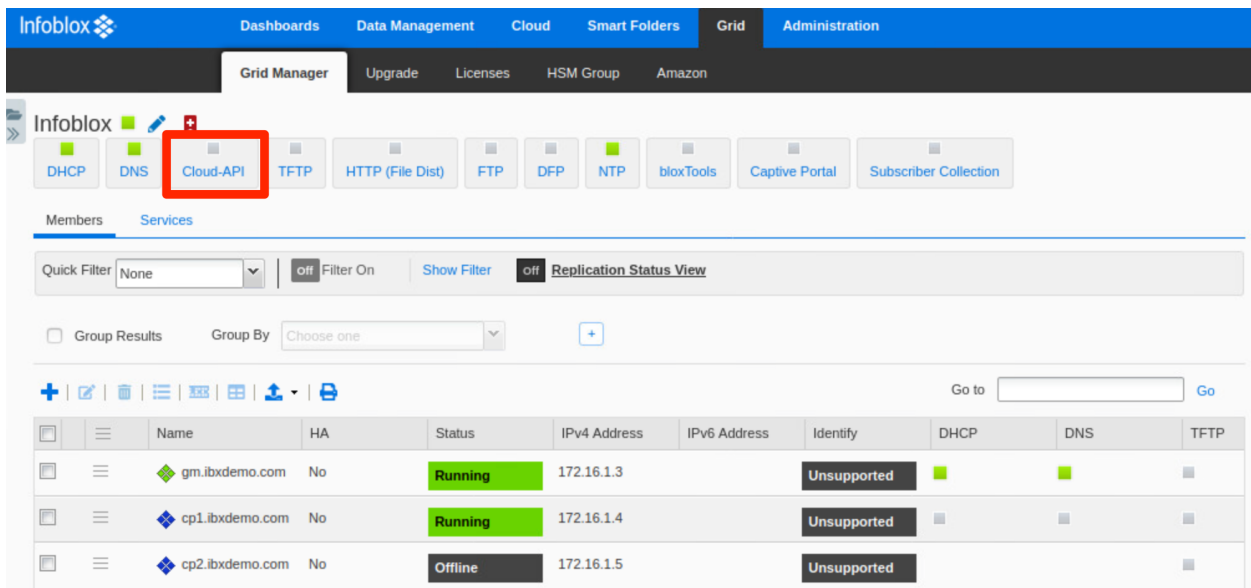 Infoblox Dashboards Data Management Cloud Smart Folders Grid Administration
Grid Manager Upgrade Licenses HSM Group Amazon
Infoblox
DHCP DNS Cloud-API TFTP HTTP (File Dist) FTP DFP NTP bloxTools Captive Portal Subscriber Collection
Members Services
Quick Filter None Off Filter On Show Filter Off Replication Status View
Group Results Group By Choose one +
Go to Go
Name HA Status IPv4 Address IPv6 Address Identify DHCP DNS TFTP
gm.ibxdemo.com No Running 172.16.1.3 Unsupported
cp1.ibxdemo.com No Running 172.16.1.4 Unsupported
cp2.ibxdemo.com No Offline 172.16.1.5 Unsupported